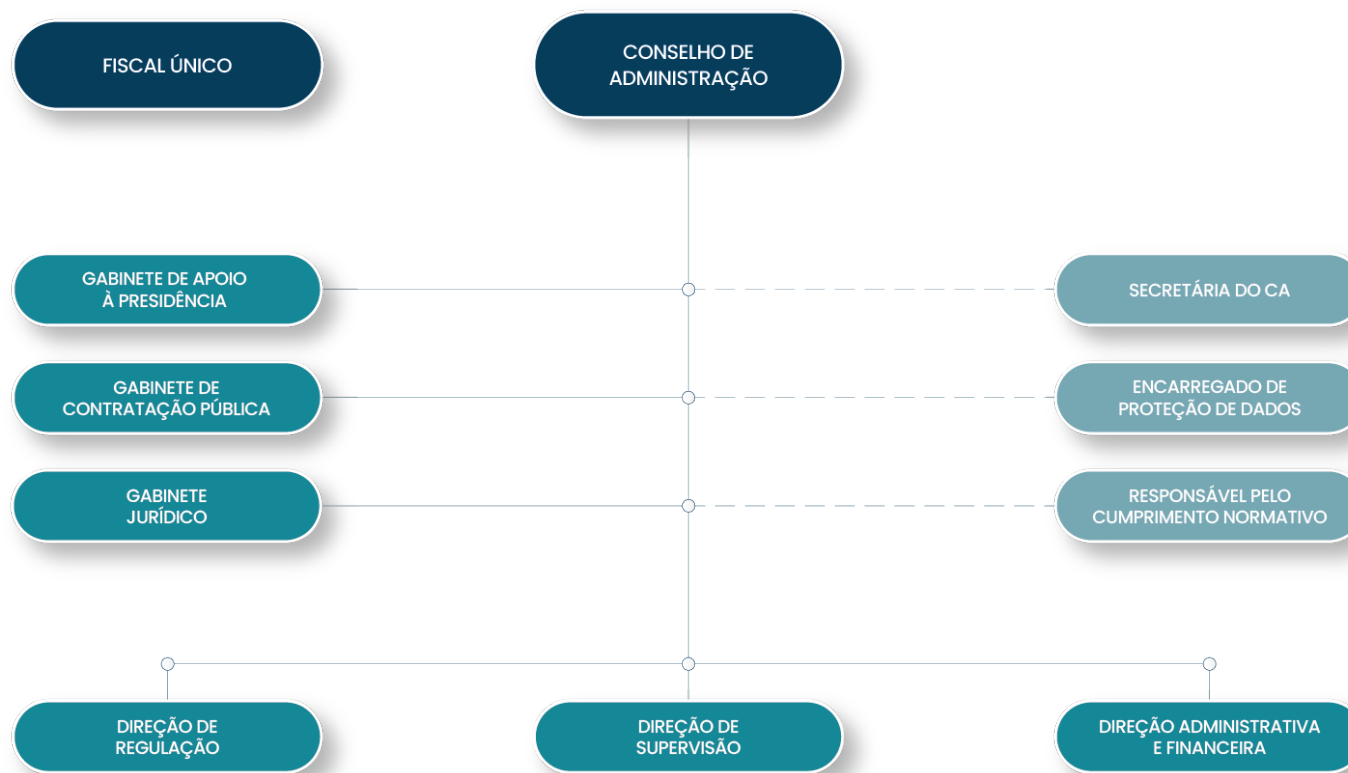 FISCAL ÚNICO
CONSELHO DE
ADMINISTRAÇÃO
GABINETE DE APOIO
À PRESIDÊNCIA
SECRETÁRIA DO CA
GABINETE DE
CONTRATAÇÃO PÚBLICA
ENCARREGADO DE
PROTEÇÃO DE DADOS
GABINETE
JURÍDICO
RESPONSÁVEL PELO
CUMPRIMENTO NORMATIVO
DIREÇÃO DE
REGULAÇÃO
DIREÇÃO DE
SUPERVISÃO
DIREÇÃO ADMINISTRATIVA
E FINANCEIRA